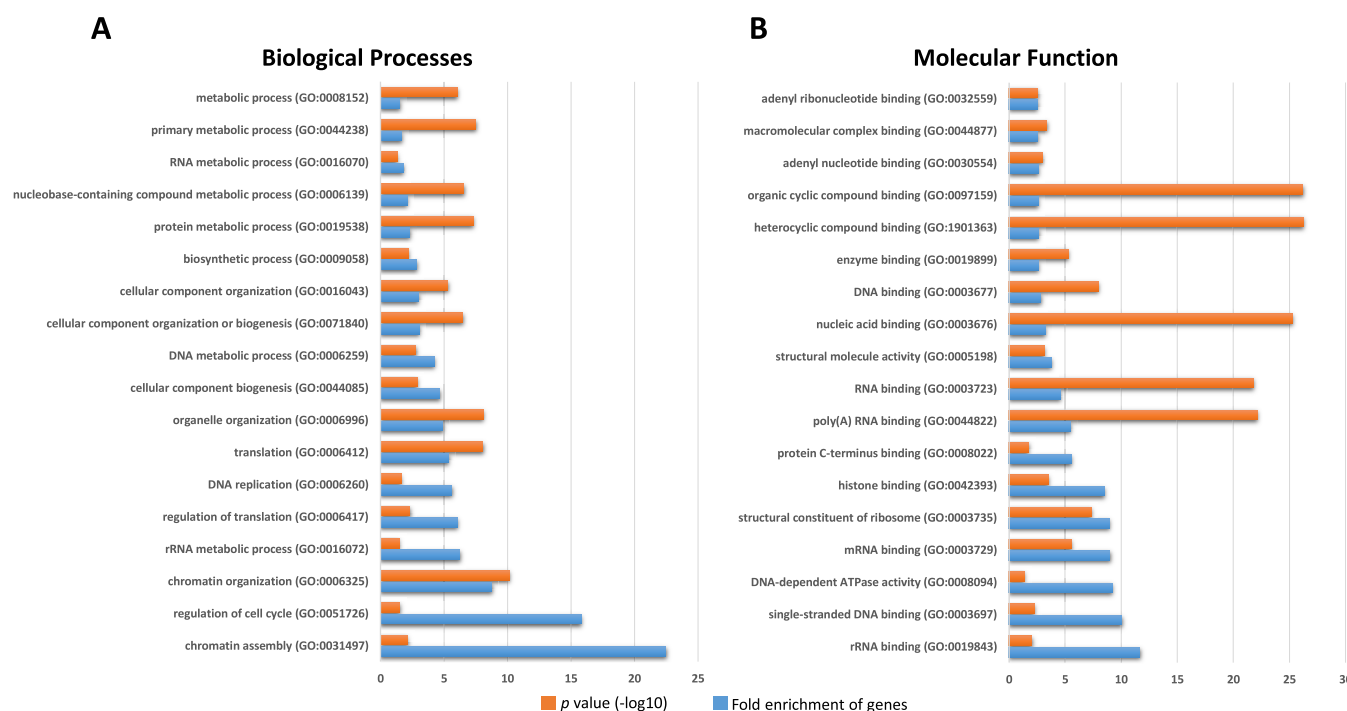 A
Biological Processes
metabolic process (GO:0008152)
primary metabolic process (GO:0044238)
RNA metabolic process (GO:0016070)
nucleobase-containing compound metabolic process (GO:0006139)
protein metabolic process (GO:0019538)
biosynthetic process (GO:0009058)
cellular component organization (GO:0016043)
cellular component organization or biogenesis (GO:0071840)
DNA metabolic process (GO:0006259)
cellular component biogenesis (GO:0044085)
organelle organization (GO:0006996)
translation (GO:0006412)
DNA replication (GO:0006260)
regulation of translation (GO:0006417)
rRNA metabolic process (GO:0016072)
chromatin organization (GO:0006325)
regulation of cell cycle (GO:0051726)
chromatin assembly (GO:0031497)
0 5 10 15 20 25
B
Molecular Function
adenyl ribonucleotide binding (GO:0032559)
macromolecular complex binding (GO:0044877)
adenyl nucleotide binding (GO:0030554)
organic cyclic compound binding (GO:0097159)
heterocyclic compound binding (GO:1901363)
enzyme binding (GO:0019899)
DNA binding (GO:0003677)
nucleic acid binding (GO:0003676)
structural molecule activity (GO:0005198)
RNA binding (GO:0003723)
poly(A) RNA binding (GO:0044822)
protein C-terminus binding (GO:0008022)
histone binding (GO:0042393)
structural constituent of ribosome (GO:0003735)
mRNA binding (GO:0003729)
DNA-dependent ATPase activity (GO:0008094)
single-stranded DNA binding (GO:0003697)
rRNA binding (GO:0019843)
0 5 10 15 20 25
p value (-log10)
Fold enrichment of genes